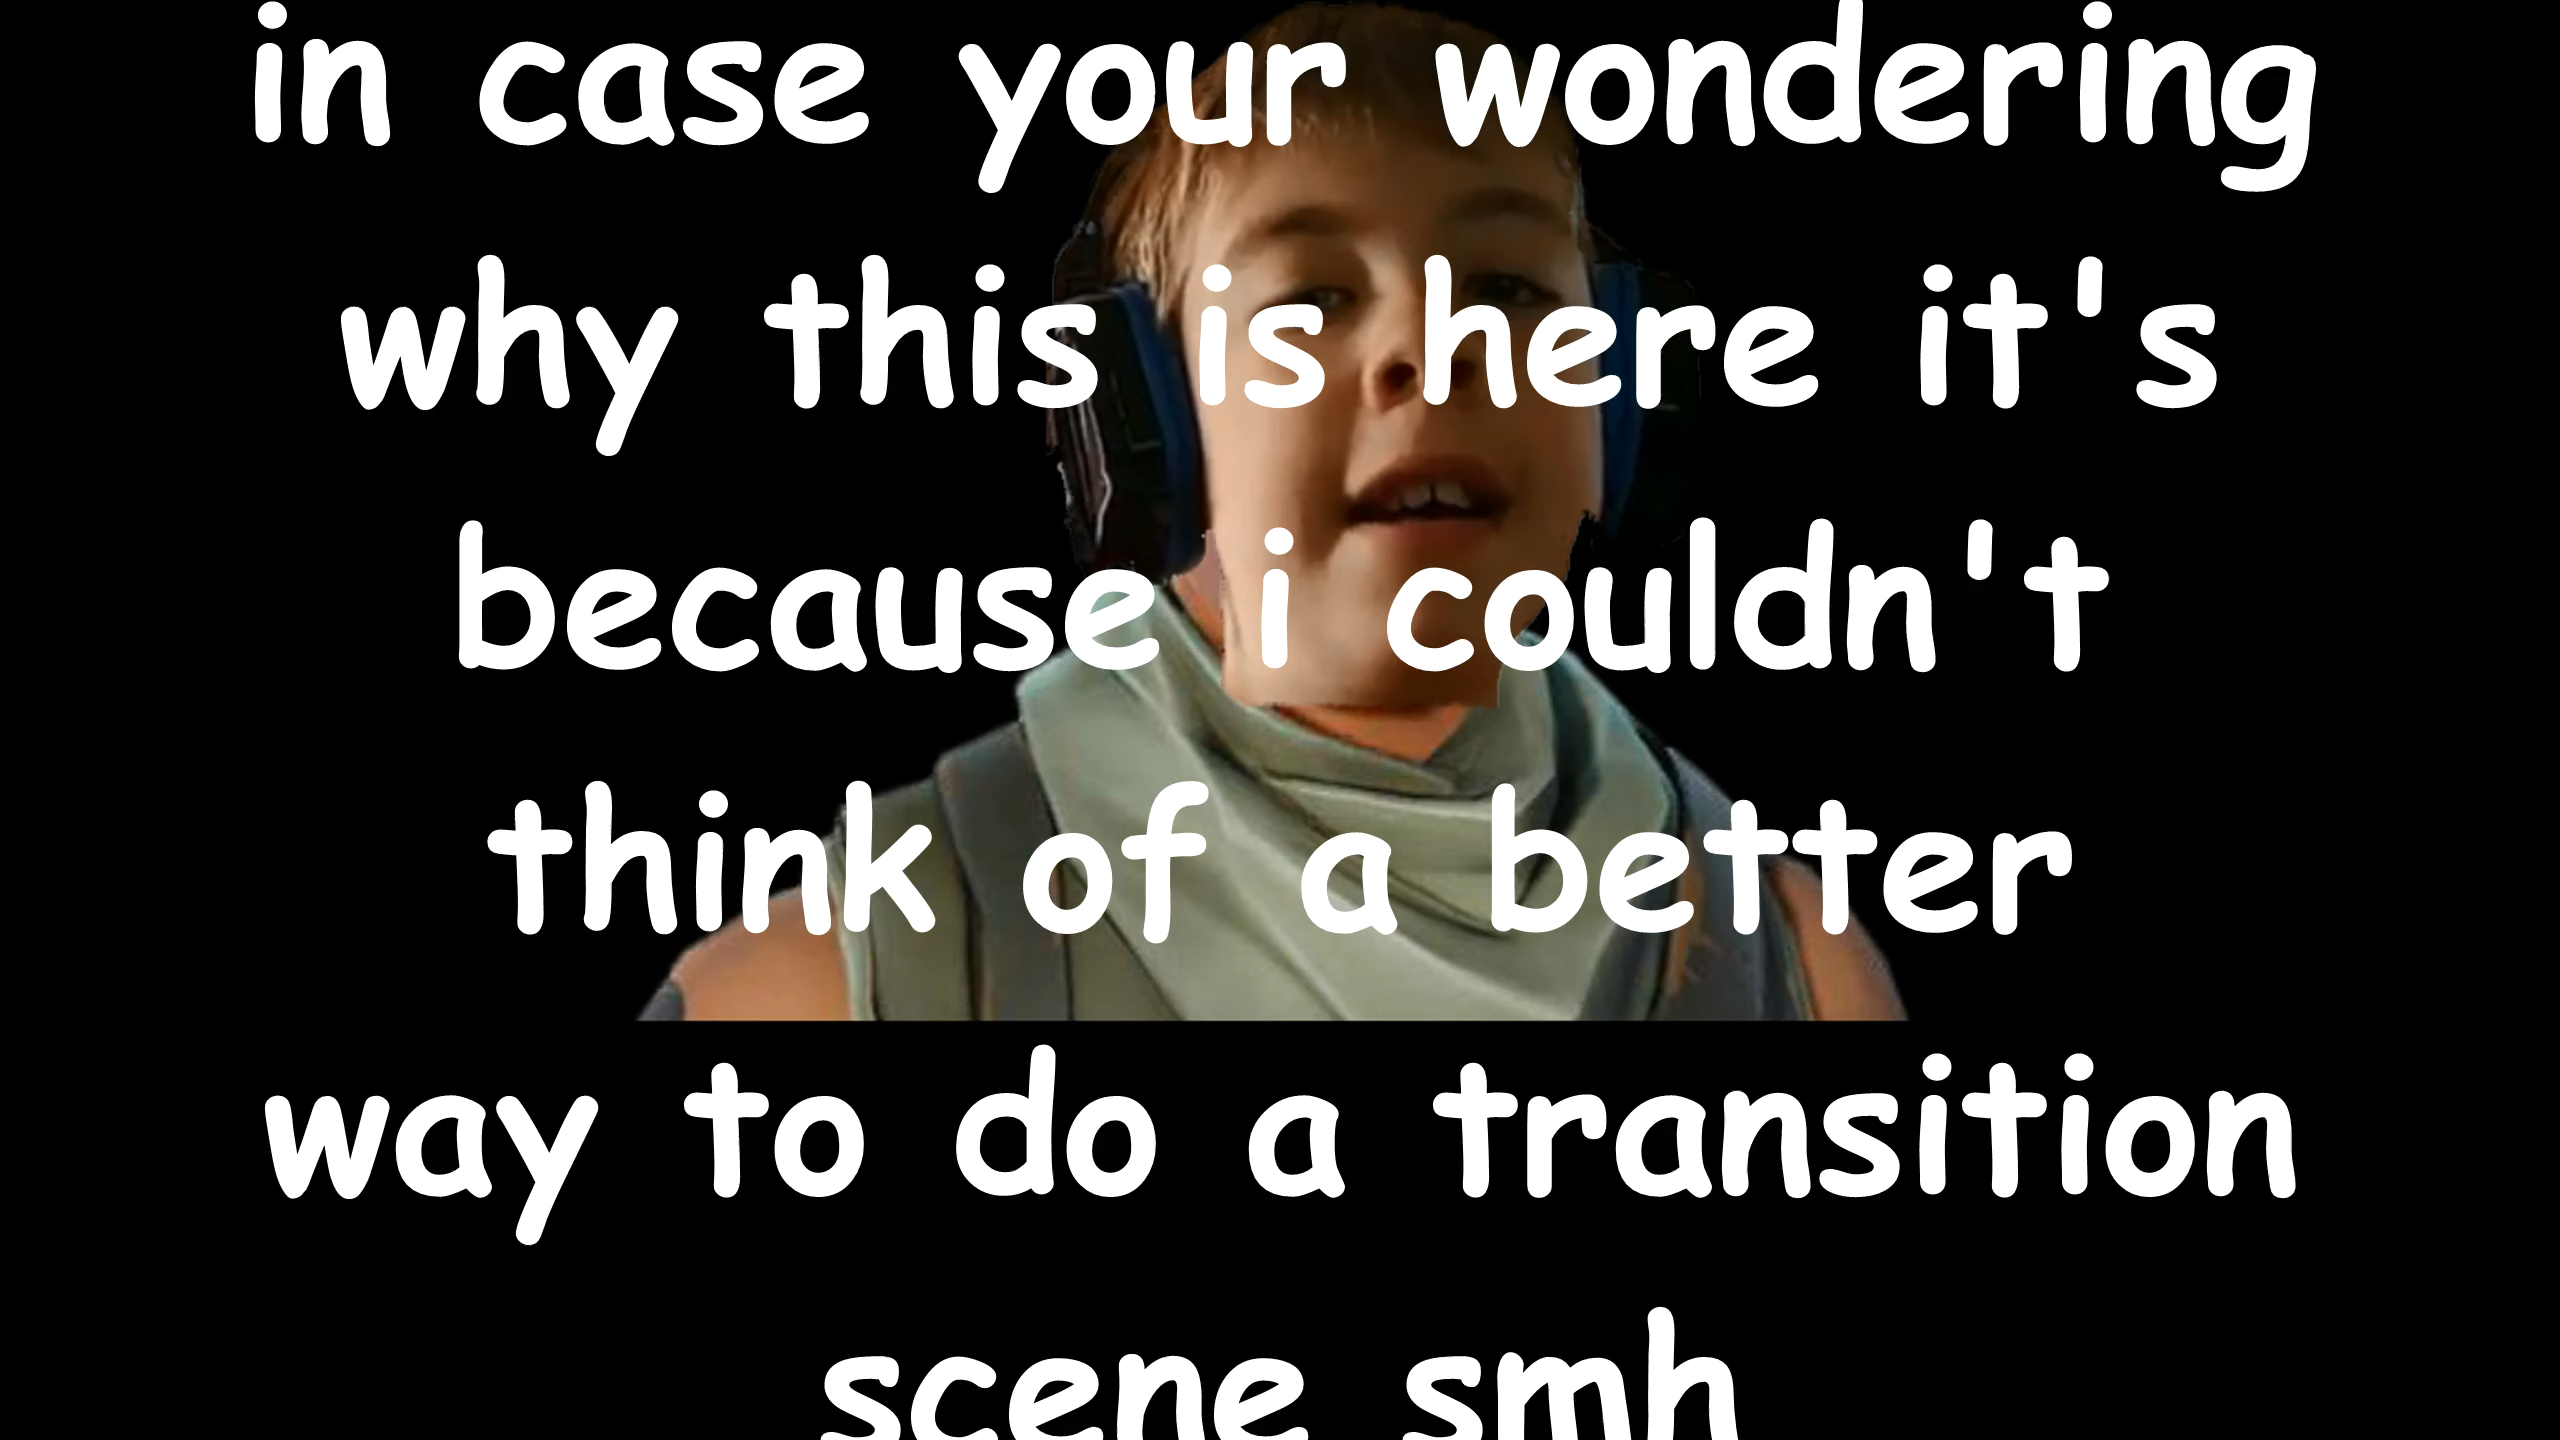 in case your wondering
why this is here it's
because i couldn't
think of a better
way to do a transition
scene smh